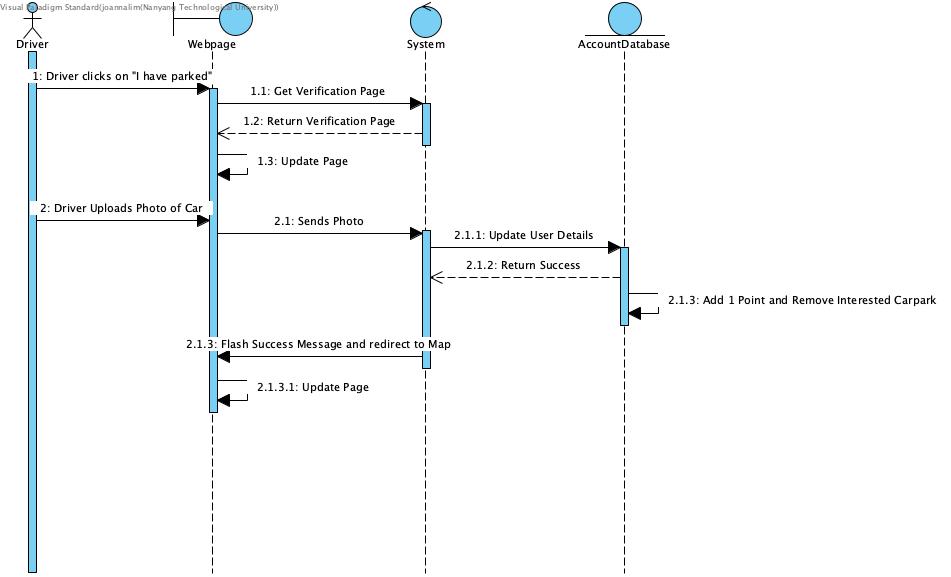 Visual Paradigm Standard(joannalim(Nanyang Technological University))
Driver
Webpage
System
AccountDatabase
1: Driver clicks on "I have parked"
1.1: Get Verification Page
1.2: Return Verification Page
1.3: Update Page
2: Driver Uploads Photo of Car
2.1: Sends Photo
2.1.1: Update User Details
2.1.2: Return Success
2.1.3: Add 1 Point and Remove Interested Carpark
2.1.3: Flash Success Message and redirect to Map
2.1.3.1: Update Page